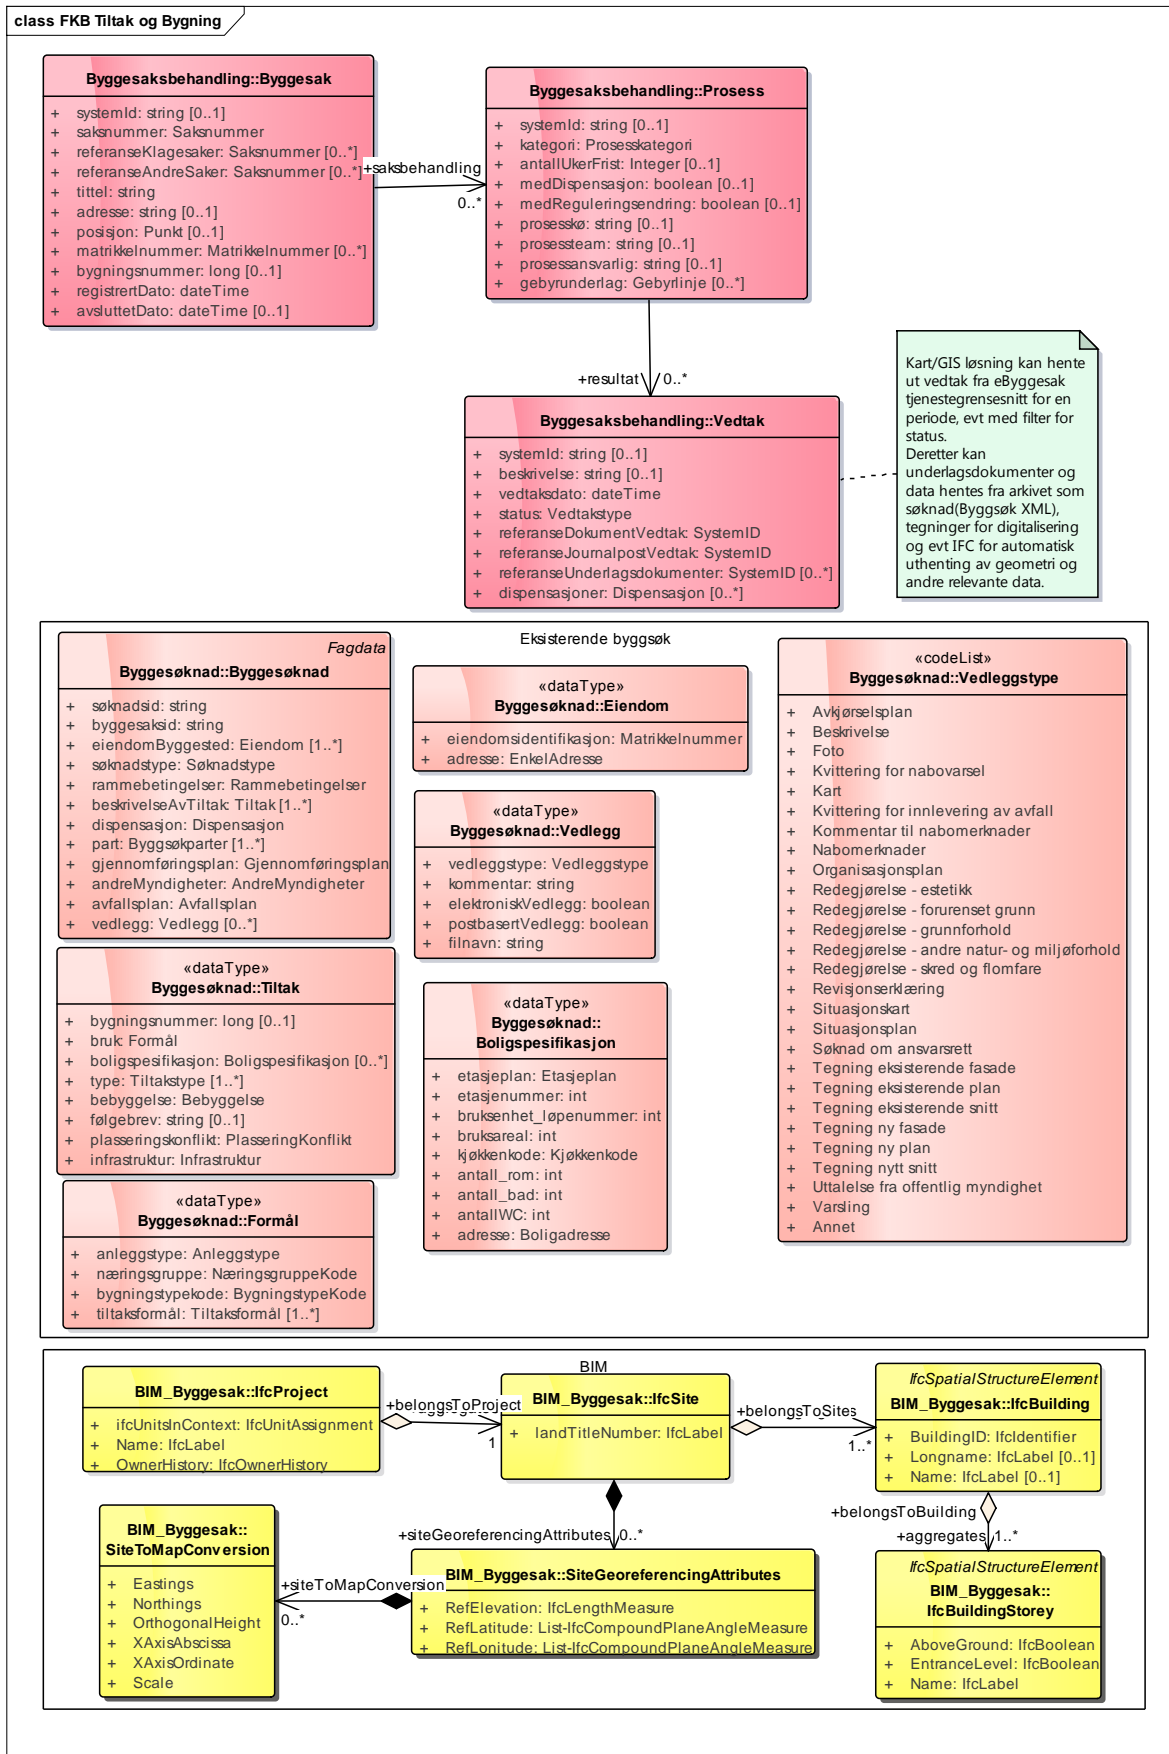 class FKB Tiltak og Bygning
Byggesaksbehandling::Byggesak
+ systemId: string [0..1]
+ saksnummer: Saksnummer
+ referanseKlagesaker: Saksnummer [0..*]
+ referanseAndreSaker: Saksnummer [0..*]
+ tittel: string
+ adresse: string [0..1]
+ posisjon: Punkt [0..1]
+ matrikkelnummer: Matrikkelnummer [0..*]
+ bygningsnummer: long [0..1]
+ registrertDato: dateTime
+ avsluttetDato: dateTime [0..1]
+saksbehandling
0..*
Byggesaksbehandling::Prosess
+ systemId: string [0..1]
+ kategori: Prosesskategori
+ antallUkerFrist: Integer [0..1]
+ medDispensasjon: boolean [0..1]
+ medReguleringsendring: boolean [0..1]
+ prosesskø: string [0..1]
+ prosessteam: string [0..1]
+ prosessansvarlig: string [0..1]
+ gebyrunderlag: Gebyrlinje [0..*]
+resultat 0..*
Byggesaksbehandling::Vedtak
+ systemId: string [0..1]
+ beskrivelse: string [0..1]
+ vedtaksdato: dateTime
+ status: Vedtakstype
+ referanseDokumentVedtak: SystemID
+ referanseJournalpostVedtak: SystemID
+ referanseUnderlagsdokumenter: SystemID [0..*]
+ dispensasjoner: Dispensasjon [0..*]
Kart/GIS løsning kan hente
ut vedtak fra eByggesak
tjenestegrensesnitt for en
periode, evt med filter for
status.
Deretter kan
underlagsdokumenter og
data hentes fra arkivet som
søknad(Byggsøk XML),
tegninger for digitalisering
og evt IFC for automatisk
uthenting av geometri og
andre relevante data.
Eksisterende byggsøk
Fagdata
Byggesøknad::Byggesøknad
+ søknadsid: string
+ byggesaksid: string
+ eiendomByggested: Eiendom [1..*]
+ søknadstype: Søknadstype
+ rammebetingelser: Rammebetingelser
+ beskrivelseAvTiltak: Tiltak [1..*]
+ dispensasjon: Dispensasjon
+ part: Byggsøkparter [1..*]
+ gjennomføringsplan: Gjennomføringsplan
+ andreMyndigheter: AndreMyndigheter
+ avfallsplan: Avfallsplan
+ vedlegg: Vedlegg [0..*]
«dataType»
Byggesøknad::Tiltak
+ bygningsnummer: long [0..1]
+ bruk: Formål
+ boligspesifikasjon: Boligspesifikasjon [0..*]
+ type: Tiltakstype [1..*]
+ bebyggelse: Bebyggelse
+ følgebrev: string [0..1]
+ plasseringskonflikt: PlasseringKonflikt
+ infrastruktur: Infrastruktur
«dataType»
Byggesøknad::Formål
+ anleggstype: Anleggstype
+ næringsgruppe: NæringsgruppeKode
+ bygningstypekode: BygningstypeKode
+ tiltaksformål: Tiltaksformål [1..*]
«dataType»
Byggesøknad::Eiendom
+ eiendomsidentifikasjon: Matrikkelnummer
+ adresse: EnkelAdresse
«dataType»
Byggesøknad::Vedlegg
+ vedleggstype: Vedleggstype
+ kommentar: string
+ elektroniskVedlegg: boolean
+ postbasertVedlegg: boolean
+ filnavn: string
«dataType»
Byggesøknad::
Boligspesifikasjon
+ etasjeplan: Etasjeplan
+ etasjenummer: int
+ bruksenhet_løpenummer: int
+ bruksareal: int
+ kjøkkenkode: Kjøkkenkode
+ antall_rom: int
+ antall_bad: int
+ antallWC: int
+ adresse: Boligadresse
«codeList»
Byggesøknad::Vedleggstype
+ Avkjørselsplan
+ Beskrivelse
+ Foto
+ Kvittering for nabovarsel
+ Kart
+ Kvittering for innlevering av avfall
+ Kommentar til nabomerknader
+ Nabomerknader
+ Organisasjonsplan
+ Redegjørelse - estetikk
+ Redegjørelse - forurenset grunn
+ Redegjørelse - grunnforhold
+ Redegjørelse - andre natur- og miljøforhold
+ Redegjørelse - skred og flomfare
+ Revisjonserklæring
+ Situasjonskart
+ Situasjonsplan
+ Søknad om ansvarsrett
+ Tegning eksisterende fasade
+ Tegning eksisterende plan
+ Tegning eksisterende snitt
+ Tegning ny fasade
+ Tegning ny plan
+ Tegning nytt snitt
+ Uttalelse fra offentlig myndighet
+ Varsling
+ Annet
BIM
BIM_Byggesak::IfcProject
+ ifcUnitsInContext: IfcUnitAssignment
+ Name: IfcLabel
+ OwnerHistory: IfcOwnerHistory
+belongsToProject
1
BIM_Byggesak::IfcSite
+ landTitleNumber: IfcLabel
+belongsToSites
1..*
IfcSpatialStructureElement
BIM_Byggesak::IfcBuilding
+ BuildingID: IfcIdentifier
+ Longname: IfcLabel [0..1]
+ Name: IfcLabel [0..1]
+belongsToBuilding
+aggregates 1..*
IfcSpatialStructureElement
BIM_Byggesak::
IfcBuildingStorey
+ AboveGround: IfcBoolean
+ EntranceLevel: IfcBoolean
+ Name: IfcLabel
+siteGeoreferencingAttributes 0..*
BIM_Byggesak::SiteGeoreferencingAttributes
+ RefElevation: IfcLengthMeasure
+ RefLatitude: List-IfcCompoundPlaneAngleMeasure
+ RefLonitude: List-IfcCompoundPlaneAngleMeasure
+siteToMapConversion
0..*
BIM_Byggesak::
SiteToMapConversion
+ Eastings
+ Northings
+ OrthogonalHeight
+ XAxisAbscissa
+ XAxisOrdinate
+ Scale